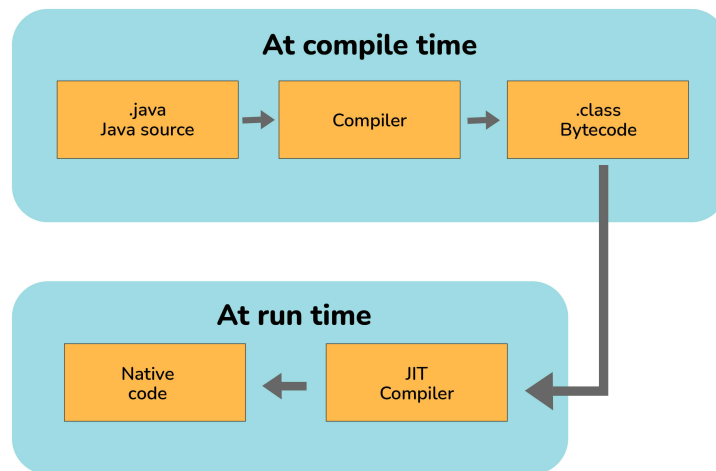 At compile time
.java
Java source
Compiler
.class
Bytecode
At run time
Native
code
JIT
Compiler